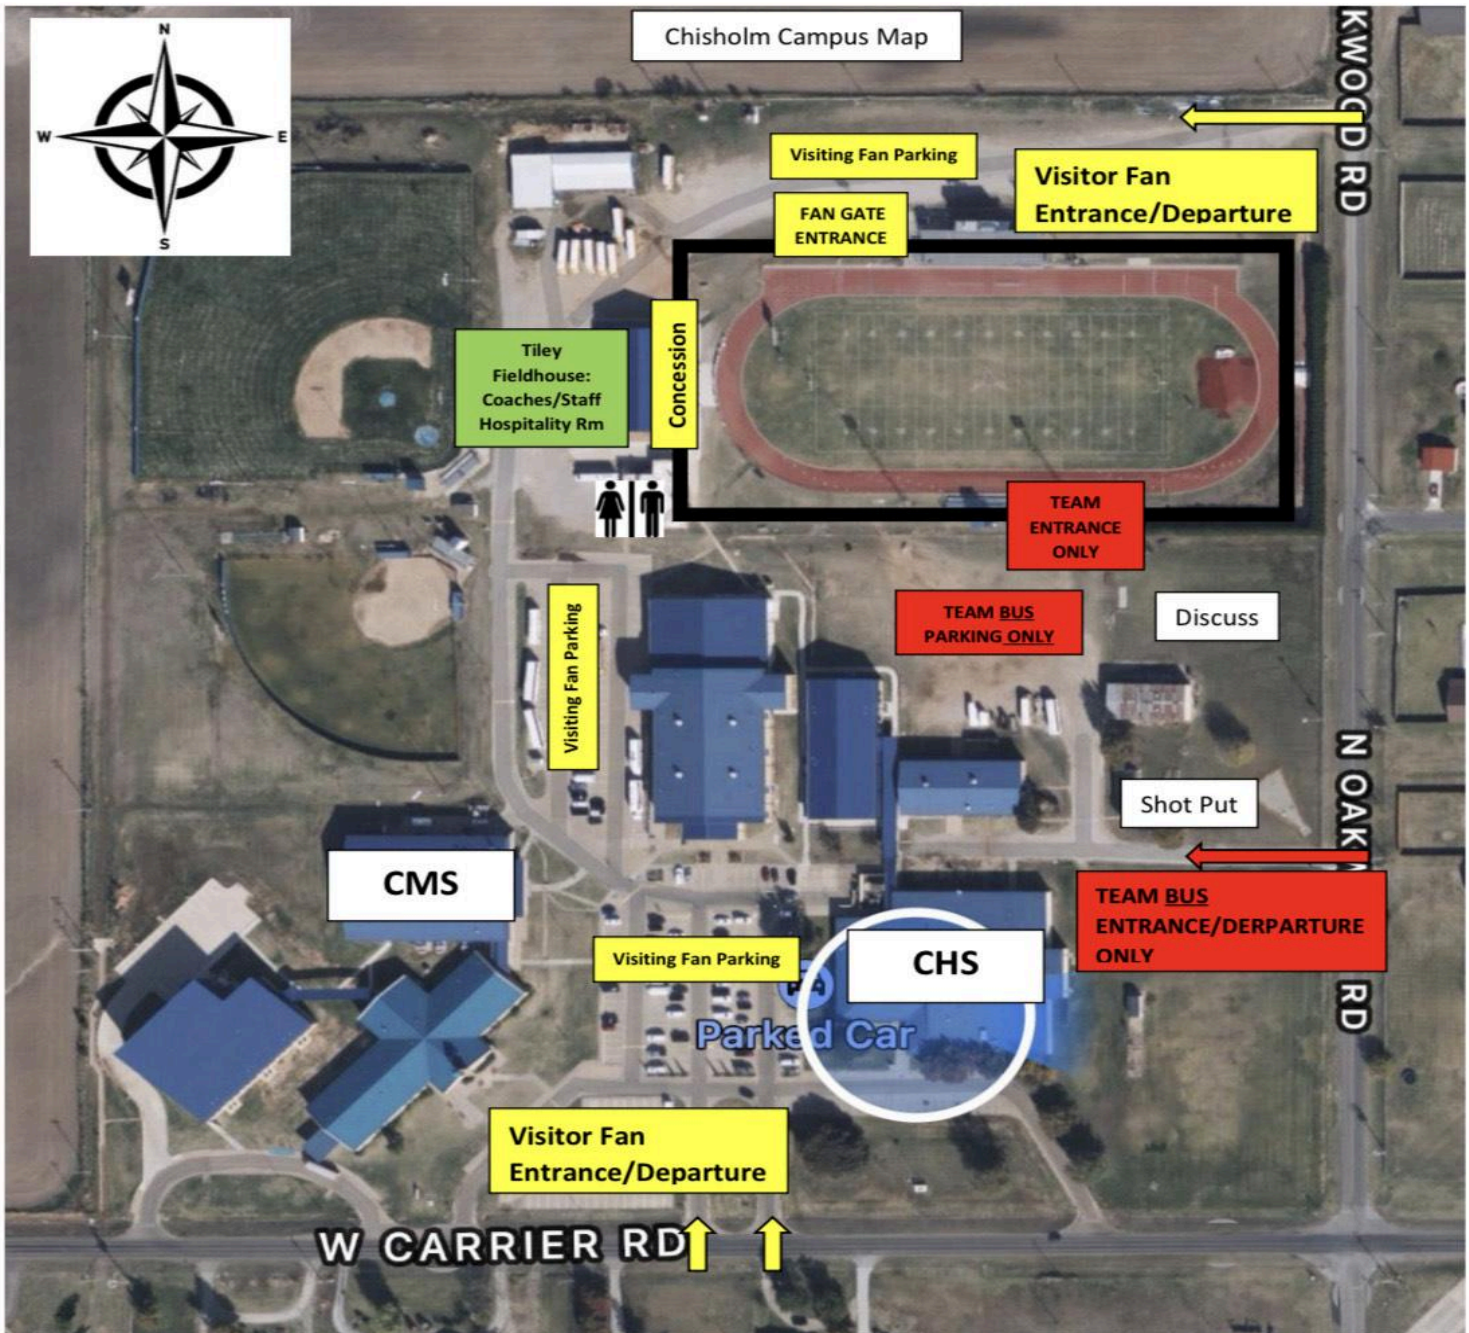 Chisholm Campus Map
N
W
E
S
KWOOD RD
Visiting Fan Parking
Visitor Fan
Entrance/Departure
FAN GATE
ENTRANCE
Concession
Tiley
Fieldhouse:
Coaches/Staff
Hospitality Rm
TEAM
ENTRANCE
ONLY
TEAM BUS
PARKING ONLY
Discuss
Visiting Fan Parking
N OAK
RD
Shot Put
CMS
TEAM BUS
ENTRANCE/DERPARTURE
ONLY
Visiting Fan Parking
CHS
Parked Car
Visitor Fan
Entrance/Departure
W CARRIER RD